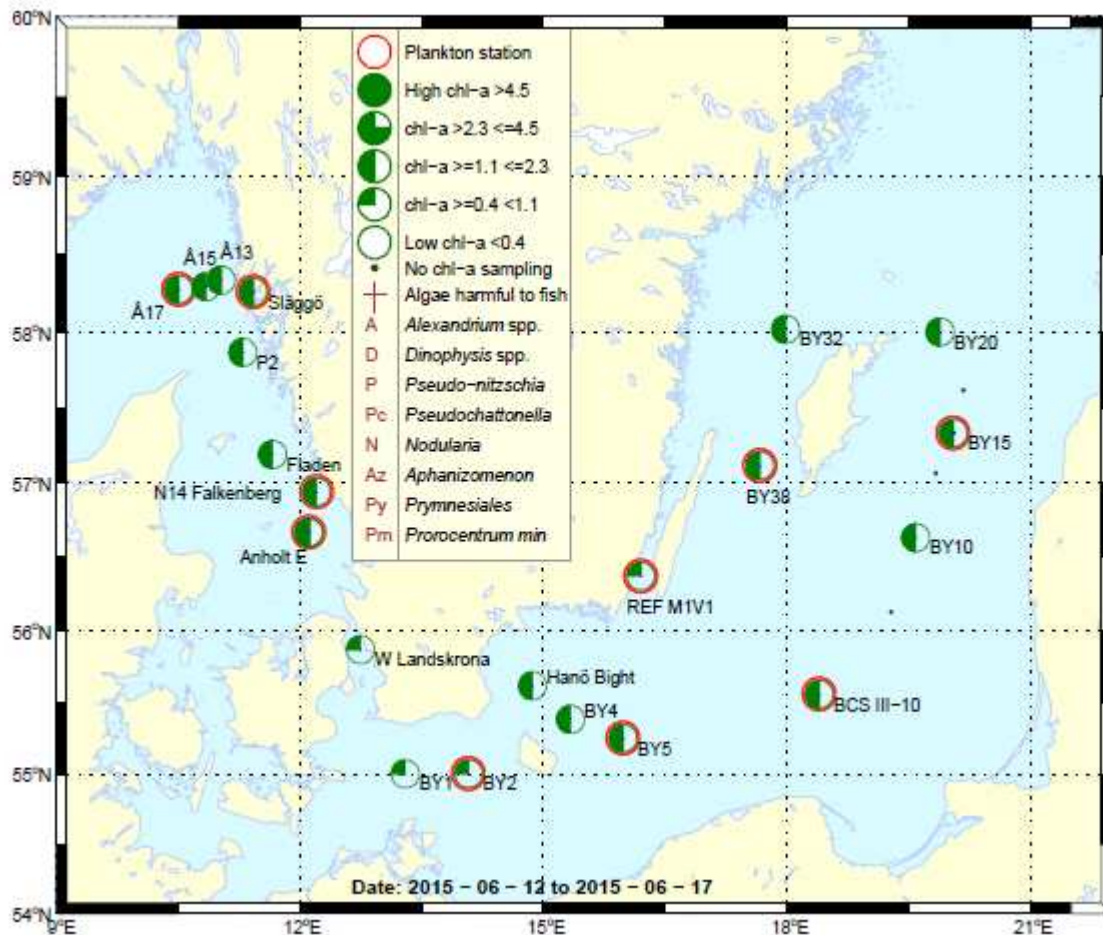 60°N
59°N
58°N
57°N
56°N
55°N
54°N
9°E
12°E
15°E
18°E
21°E
Plankton station
High chl-a >4.5
chl-a >2.3 <=4.5
chl-a >=1.1 <=2.3
chl-a >=0.4 <1.1
Low chl-a <0.4
No chl-a sampling
Algae harmful to fish
A Alexandrium spp.
D Dinophysis spp.
P Pseudo-nitzschia
Pc Pseudochattonella
N Nodularia
Az Aphanizomenon
Py Prymnesiales
Pm Prorocentrum min
Å13
Å15
Å17
Släggö
P2
Fladen
N14 Falkenberg
Anholt E
W Landskrona
BY32
BY20
BY15
BY38
BY10
REF M1V1
Hanö Bight
BCS III-10
BY4
BY5
BY1
BY2
Date: 2015 - 06 - 12 to 2015 - 06 - 17